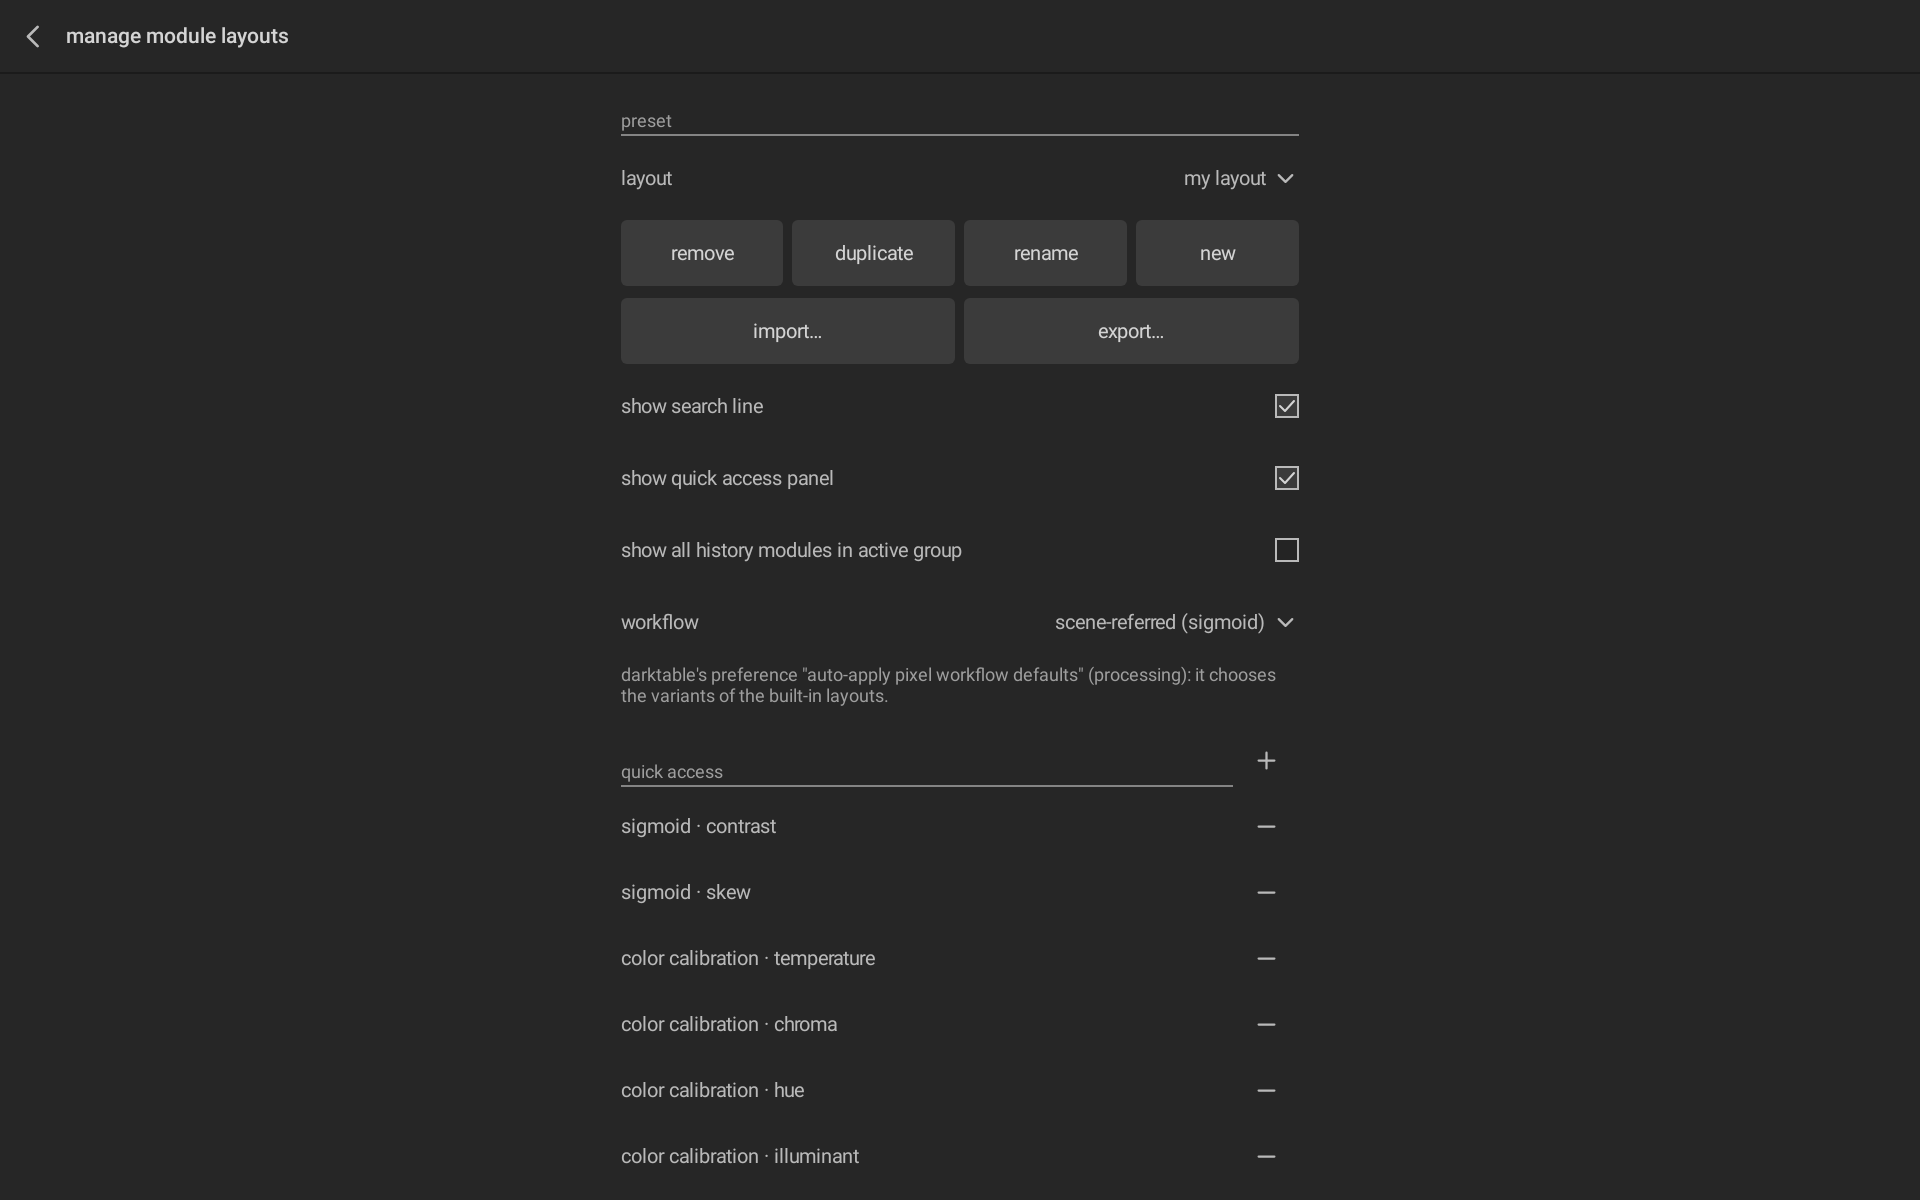 manage module layouts
preset
layout
my layout
remove
duplicate
rename
new
import...
export...
show search line
show quick access panel
show all history modules in active group
workflow
scene-referred (sigmoid)
darktable's preference "auto-apply pixel workflow defaults" (processing): it chooses
the variants of the built-in layouts.
quick access
sigmoid · contrast
sigmoid · skew
color calibration · temperature
color calibration · chroma
color calibration · hue
color calibration · illuminant